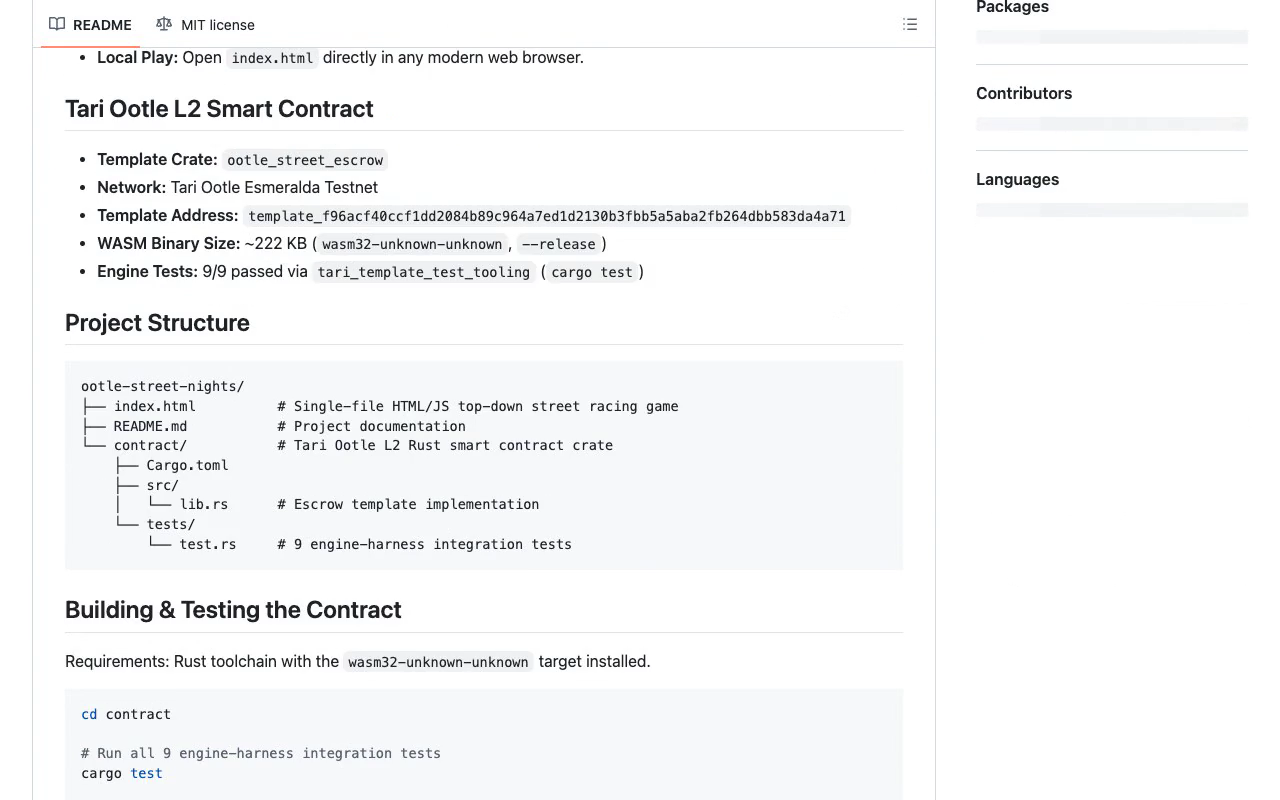 README
MIT license
Packages
Local Play: Open index.html directly in any modern web browser.
Contributors
Tari Ootle L2 Smart Contract
Template Crate: ootle_street_escrow
Languages
Network: Tari Ootle Esmeralda Testnet
Template Address: template_f96acf40ccf1dd2084b89c964a7ed1d2130b3fbb5a5aba2fb264dbb583da4a71
WASM Binary Size: ~222 KB ( wasm32-unknown-unknown , --release )
Engine Tests: 9/9 passed via tari_template_test_tooling ( cargo test )
Project Structure
ootle-street-nights/
├── index.html          # Single-file HTML/JS top-down street racing game
├── README.md           # Project documentation
└── contract/           # Tari Ootle L2 Rust smart contract crate
    ├── Cargo.toml
    ├── src/
    │   └── lib.rs      # Escrow template implementation
    └── tests/
        └── test.rs     # 9 engine-harness integration tests
Building & Testing the Contract
Requirements: Rust toolchain with the wasm32-unknown-unknown target installed.
cd contract
# Run all 9 engine-harness integration tests
cargo test